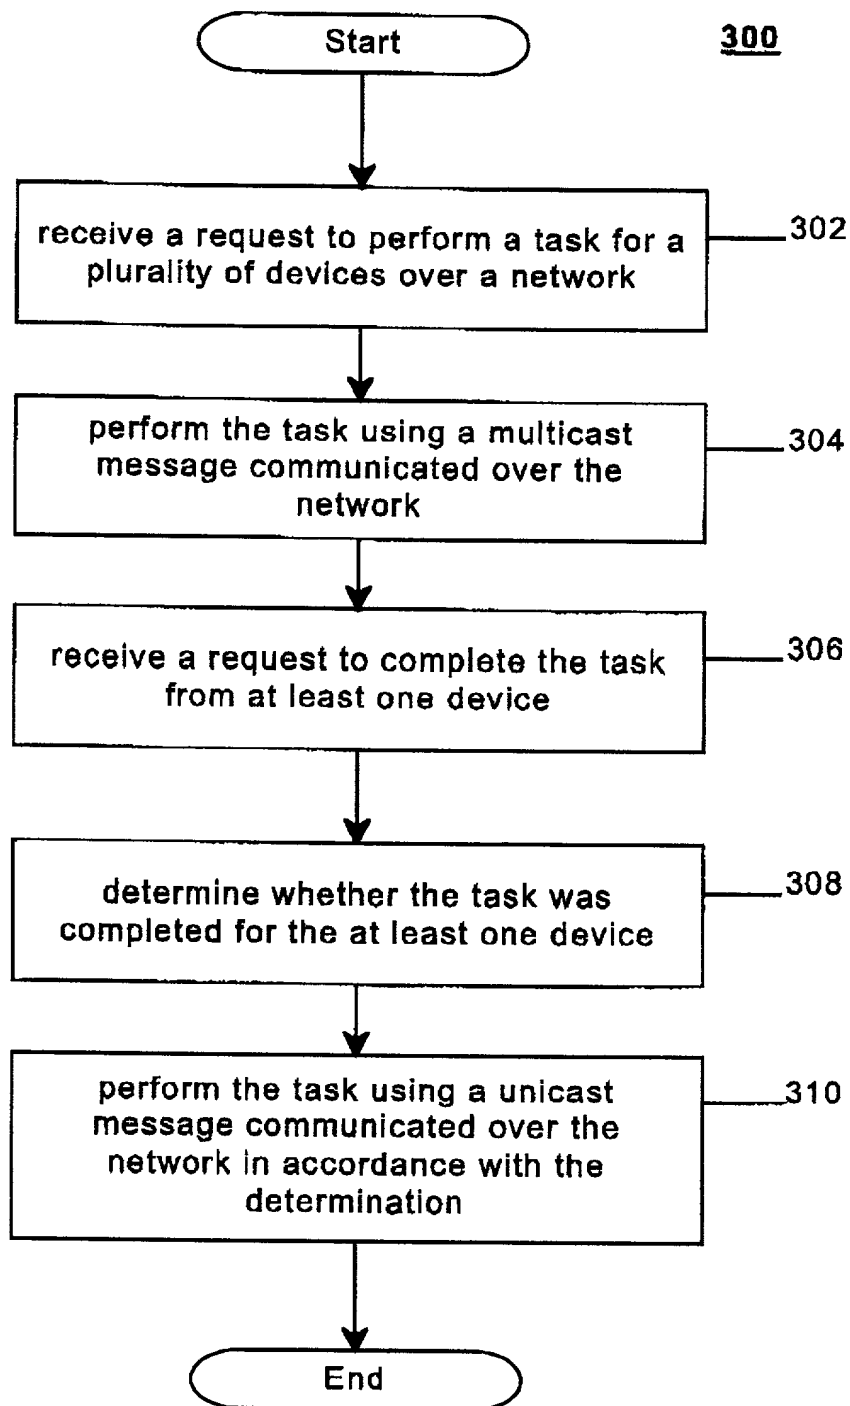 Start
300
receive a request to perform a task for a
plurality of devices over a network
302
perform the task using a multicast
message communicated over the
network
304
receive a request to complete the task
from at least one device
306
determine whether the task was
completed for the at least one device
308
perform the task using a unicast
message communicated over the
network in accordance with the
determination
310
End